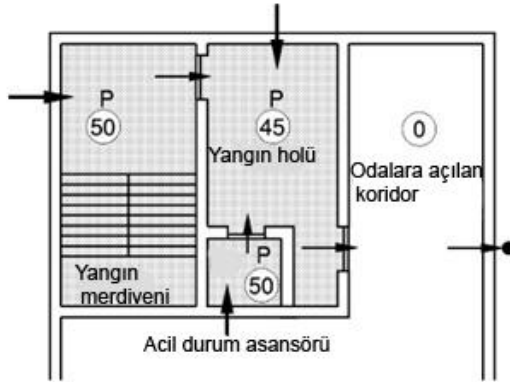 P
50
P
45
0
Yangın holü
Odalara açılan
koridor
Yangın
merdiveni
P
50
Acil durum asansörü